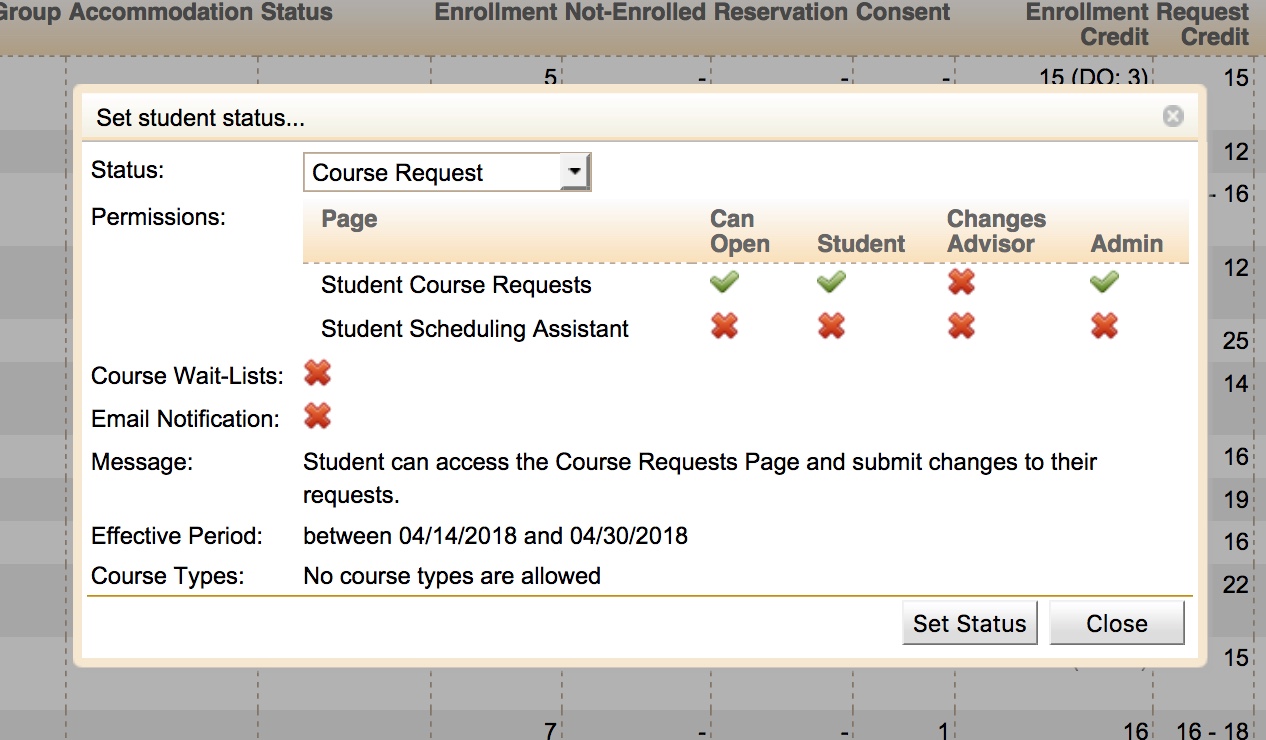 Group Accommodation Status Enrollment Not-Enrolled Reservation Consent Enrollment Request
Credit Credit
5 - - - 15 (DO: 3) 15
Set student status...
12
Status: Course Request
- 16
Permissions: Page Can Open Student Changes Advisor Admin
12
Student Course Requests
Student Scheduling Assistant
25
Course Wait-Lists:
14
Email Notification:
Message: Student can access the Course Requests Page and submit changes to their
16
requests.
19
Effective Period: between 04/14/2018 and 04/30/2018
16
Course Types: No course types are allowed
22
Set Status Close
15
7 - - 1 16 16 - 18